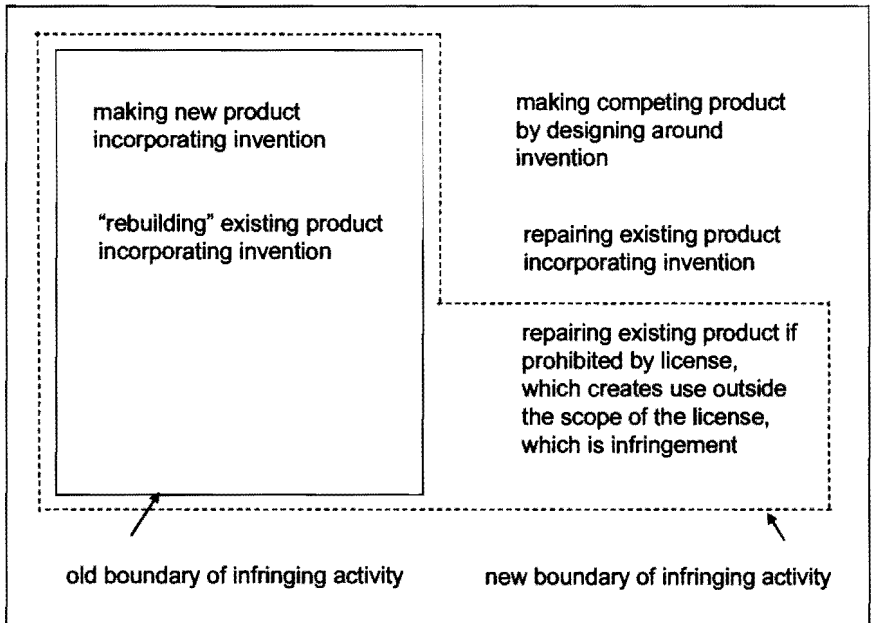 making new product
incorporating invention
"rebuilding" existing product
incorporating invention
making competing product
by designing around
invention
repairing existing product
incorporating invention
repairing existing product if
prohibited by license,
which creates use outside
the scope of the license,
which is infringement
old boundary of infringing activity
new boundary of infringing activity